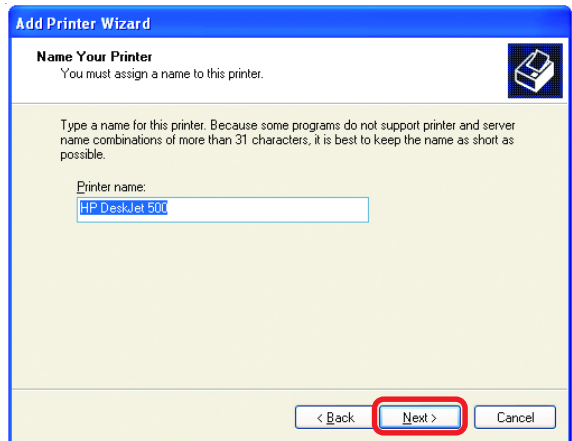 Add Printer Wizard
Name Your Printer
You must assign a name to this printer.
Type a name for this printer. Because some programs do not support printer and server
name combinations of more than 31 characters, it is best to keep the name as short as
possible.
Printer name:
HP DeskJet 500
< Back
Next >
Cancel